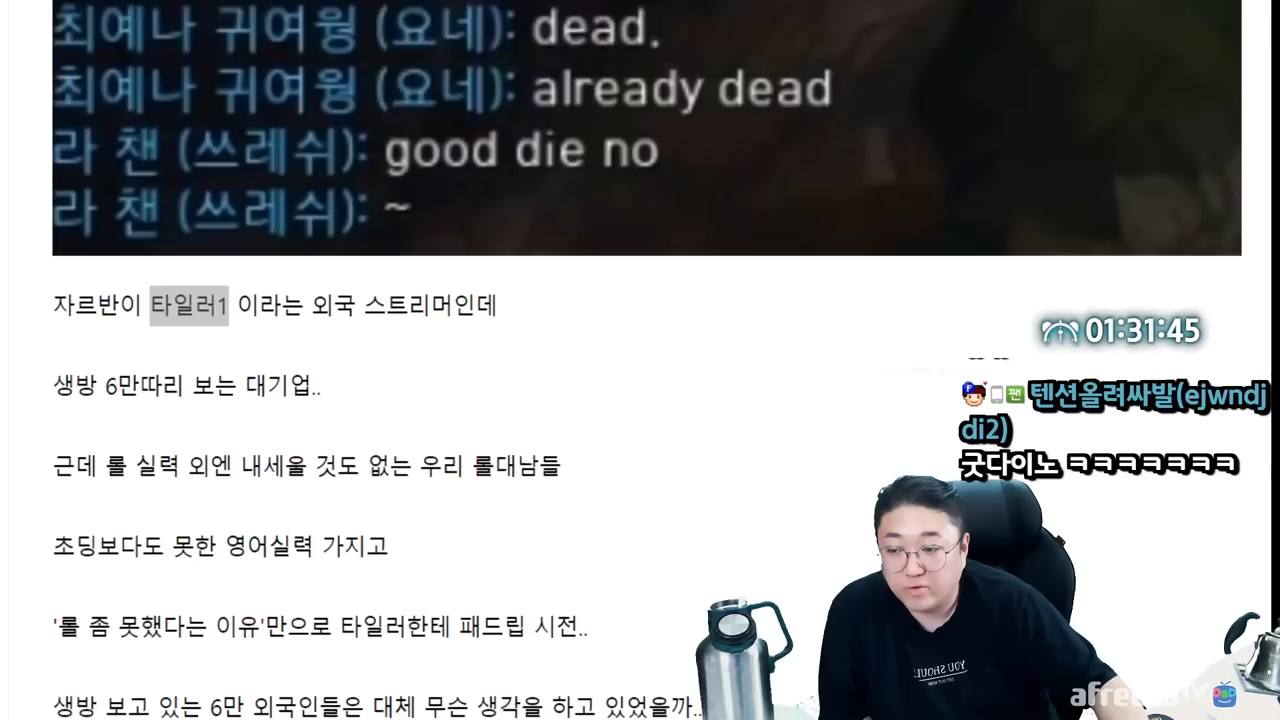 최예나 귀여웡 (요네): dead.
최예나 귀여웡 (요네): already dead
라 챈 (쓰레쉬): good die no
라 챈 (쓰레쉬): ~
자르반이 타일러1 이라는 외국 스트리머인데
생방 6만따리 보는 대기업..
근데 롤 실력 외엔 내세울 것도 없는 우리 롤대남들
초딩보다도 못한 영어실력 가지고
'롤 좀 못했다는 이유'만으로 타일러한테 패드립 시전..
생방 보고 있는 6만 외국인들은 대체 무슨 생각을 하고 있었을까..
01:31:45
F 팬 텐션올려싸발(ejwndj
di2)
굿다이노 ㅋㅋㅋㅋㅋㅋㅋ
YOU SHOUL